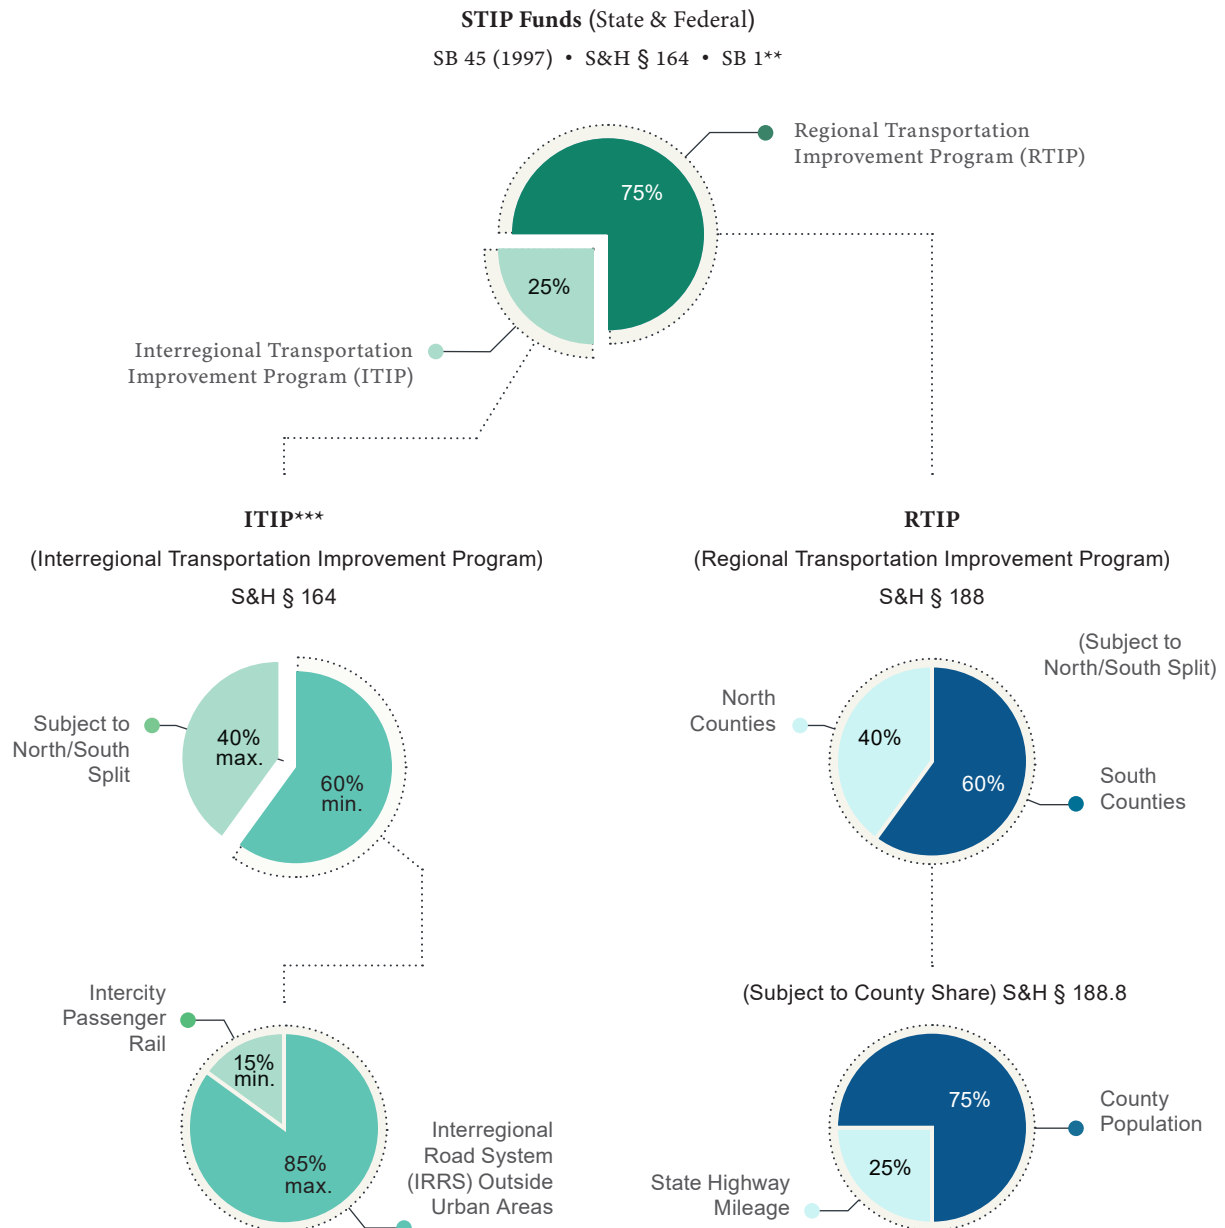 STIP Funds (State & Federal)
SB 45 (1997) • S&H § 164 • SB 1**
Regional Transportation
Improvement Program (RTIP)
75%
25%
Interregional Transportation
Improvement Program (ITIP)
ITIP***
(Interregional Transportation Improvement Program)
S&H § 164
Subject to
North/South
Split
40%
max.
60%
min.
Intercity
Passenger
Rail
15%
min.
85%
max.
Interregional
Road System
(IRRS) Outside
Urban Areas
RTIP
(Regional Transportation Improvement Program)
S&H § 188
(Subject to
North/South Split)
North
Counties
40%
60%
South
Counties
(Subject to County Share) S&H § 188.8
75%
County
Population
25%
State Highway
Mileage